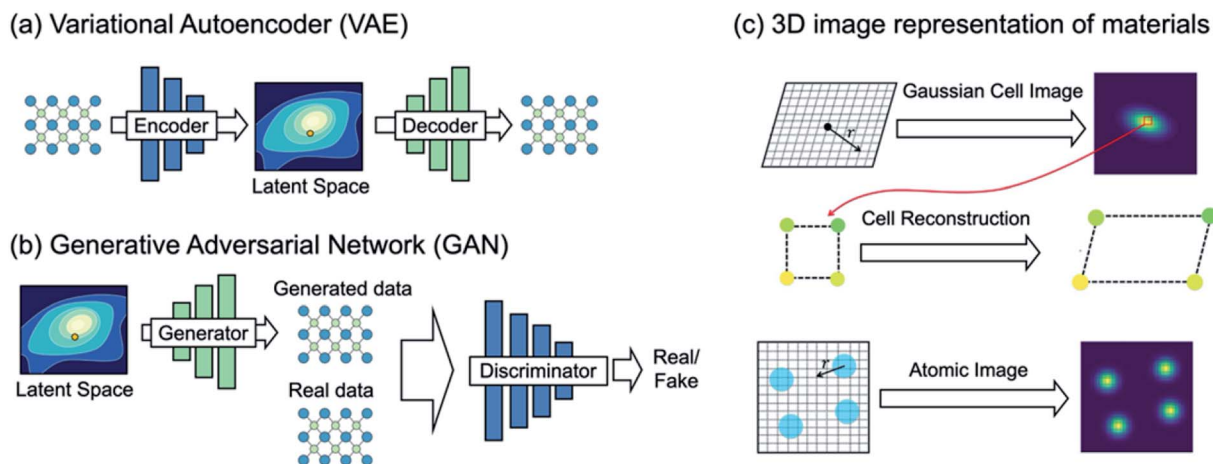 (a) Variational Autoencoder (VAE)
Encoder
Decoder
Latent Space
(b) Generative Adversarial Network (GAN)
Generated data
Generator
Latent Space
Real data
Discriminator
Real/
Fake
(c) 3D image representation of materials
Gaussian Cell Image
r
Cell Reconstruction
r
Atomic Image